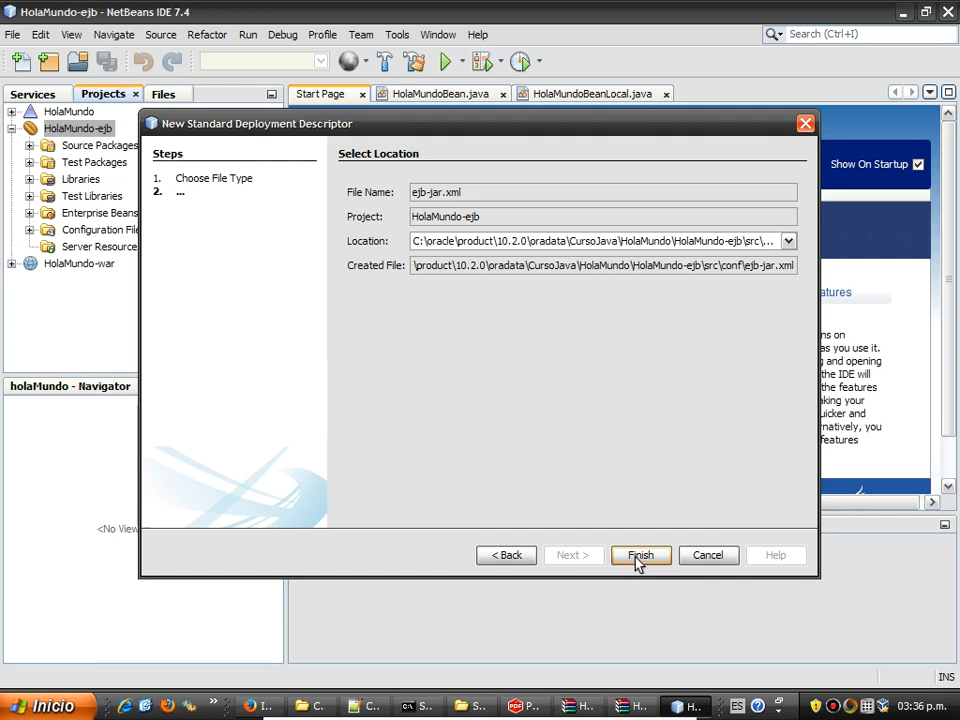 HolaMundo-ejb - NetBeans IDE 7.4
File Edit View Navigate Source Refactor Run Debug Profile Team Tools Window Help
Search (Ctrl+I)
Services Projects Files
Start Page HolaMundoBean.java HolaMundoBeanLocal.java
HolaMundo
HolaMundo-ejb
Source Packages
Test Packages
Libraries
Test Libraries
Enterprise Beans
Configuration File
Server Resource
HolaMundo-war
holaMundo - Navigator
<No View
New Standard Deployment Descriptor
Steps
1. Choose File Type
2. ...
Select Location
File Name: ejb-jar.xml
Project: HolaMundo-ejb
Location: C:\oracle\product\10.2.0\oradata\CursoJava\HolaMundo\HolaMundo-ejb\src\...
Created File: \product\10.2.0\oradata\CursoJava\HolaMundo\HolaMundo-ejb\src\conf\ejb-jar.xml
< Back Next > Finish Cancel Help
Show On Startup
atures
ns on
as you use it.
g and opening
the IDE will
the features
aking your
uicker and
rnatively, you
features
INS
Inicio
I...
C...
C...
S...
S...
P...
H...
H...
H...
ES
03:36 p.m.